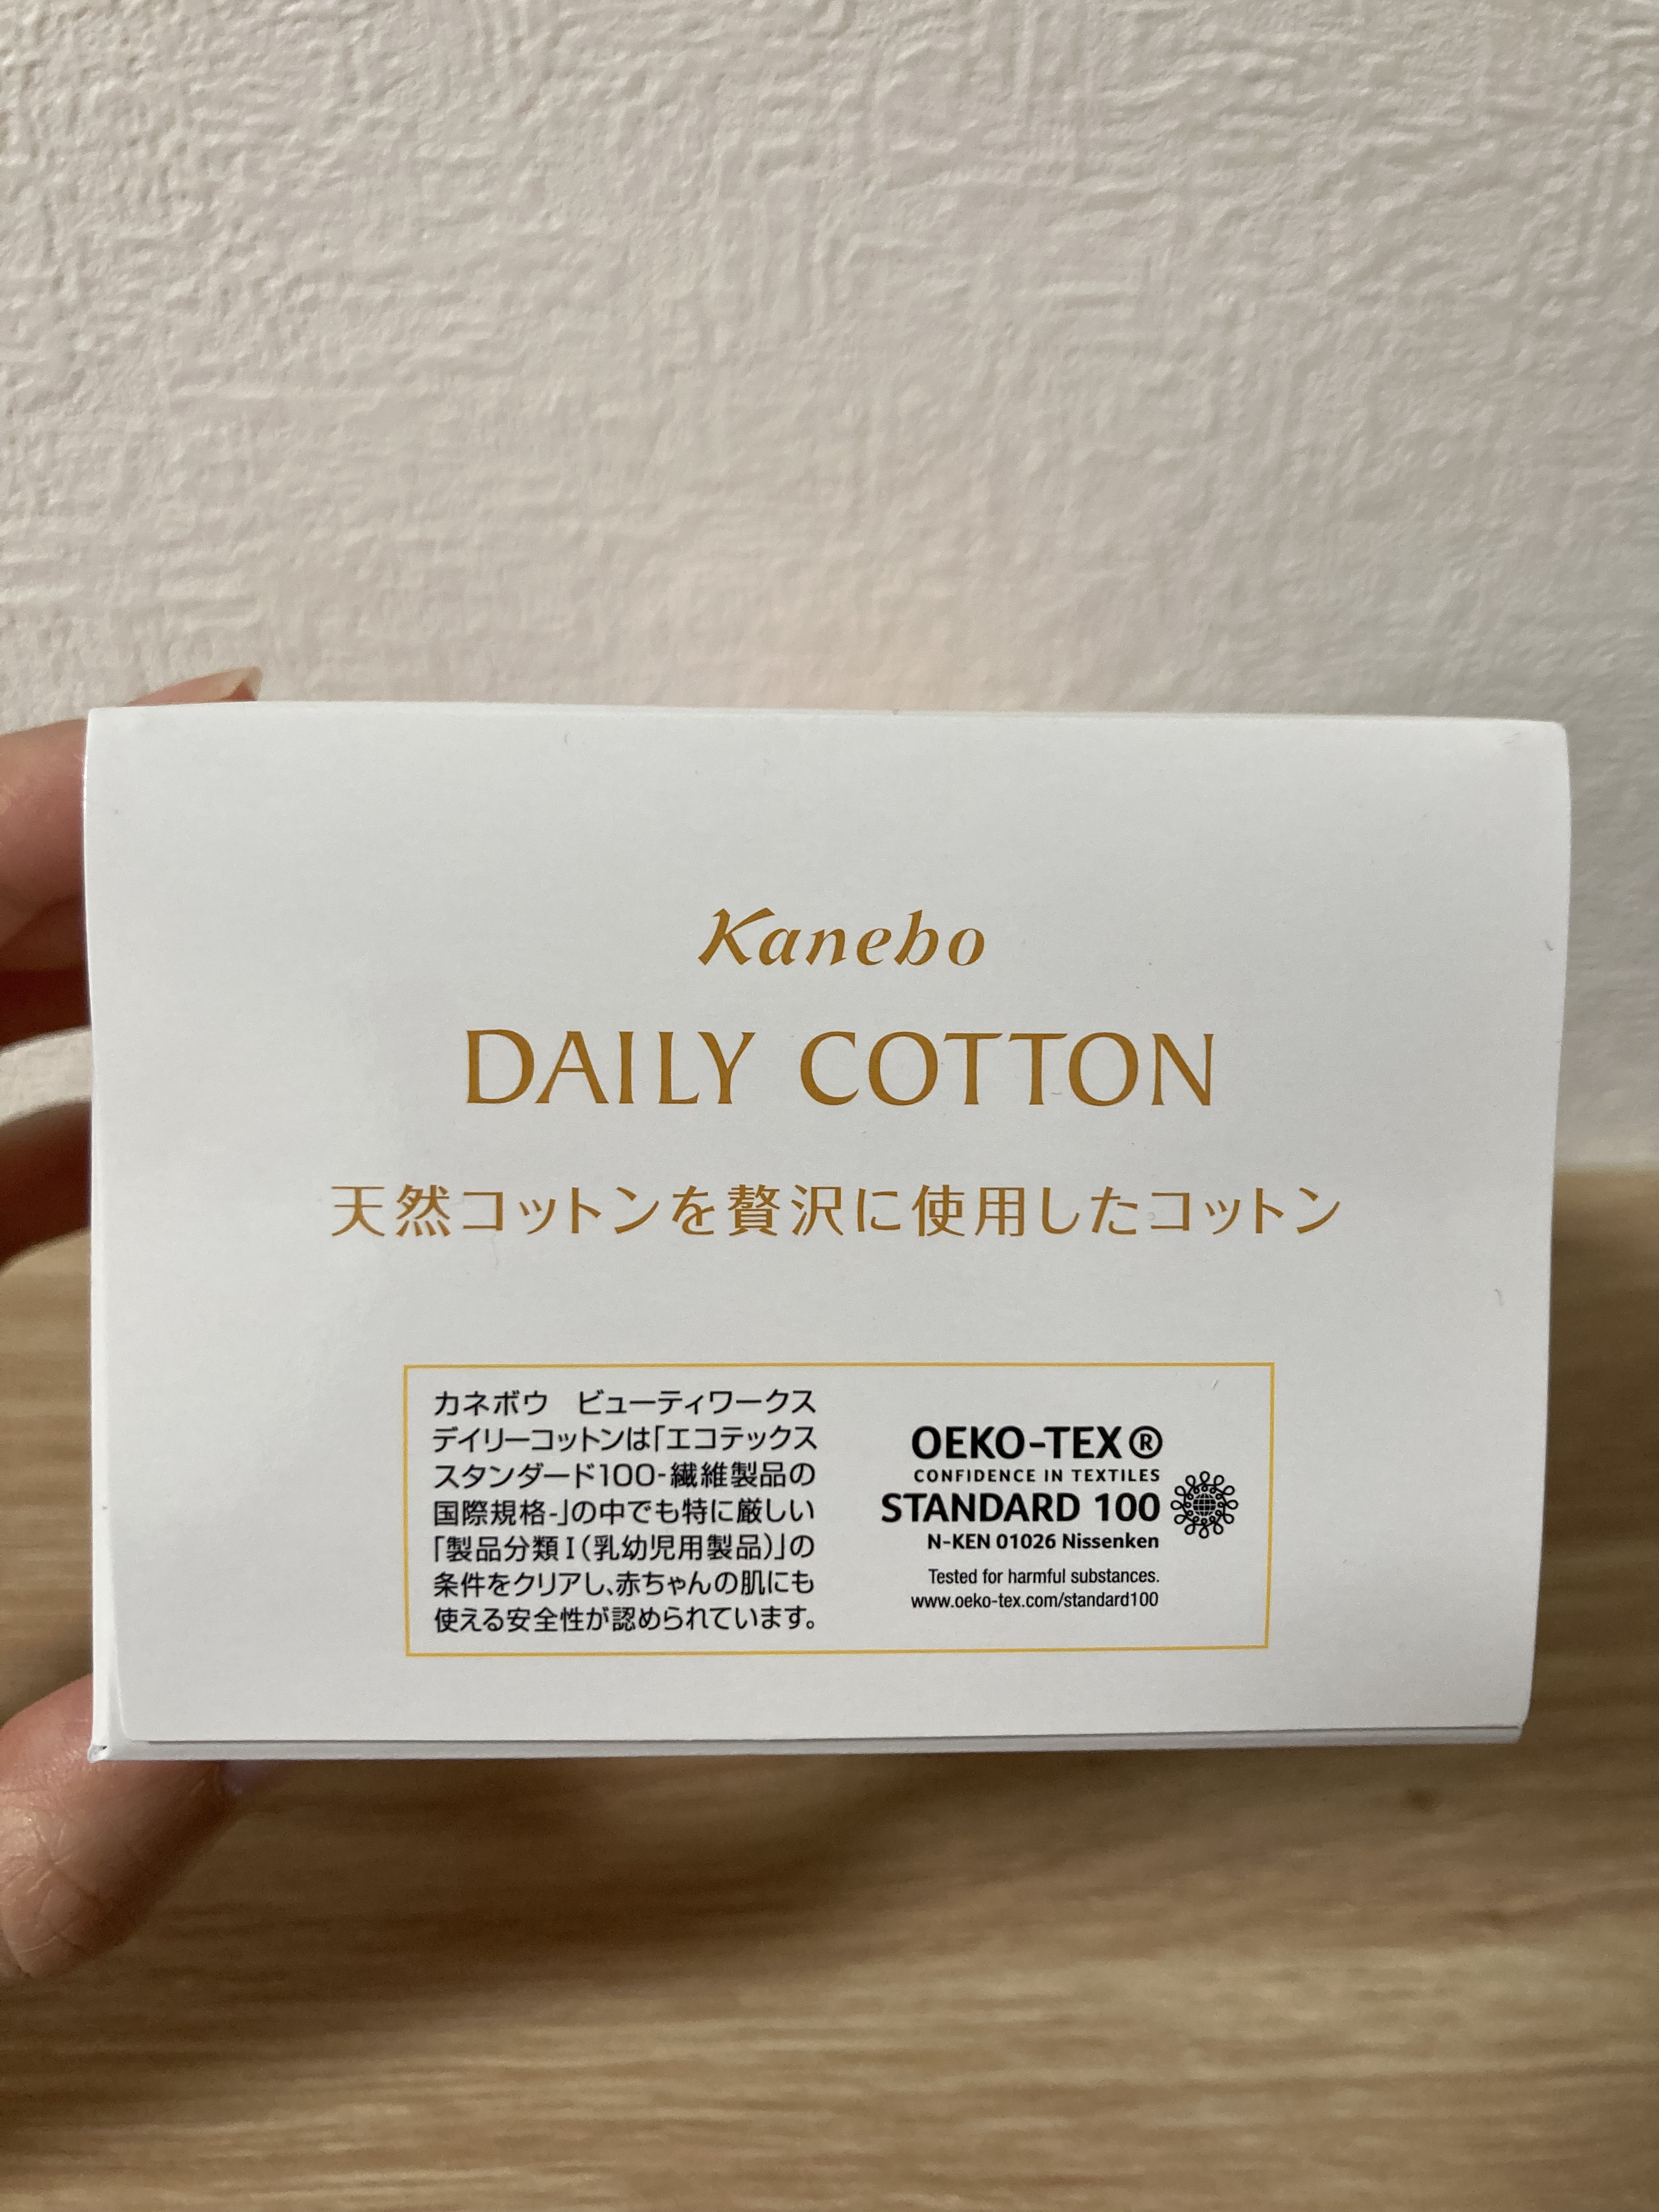 Kanebo
DAILY COTTON
天然コットンを贅沢に使用したコットン
カネボウ　ビューティワークス
デイリーコットンは「エコテックス
スタンダード100-繊維製品の
国際規格-」の中でも特に厳しい
「製品分類Ⅰ(乳幼児用製品)」の
条件をクリアし、赤ちゃんの肌にも
使える安全性が認められています。
OEKO-TEX®
CONFIDENCE IN TEXTILES
STANDARD 100
N-KEN 01026 Nissenken
Tested for harmful substances.
www.oeko-tex.com/standard100